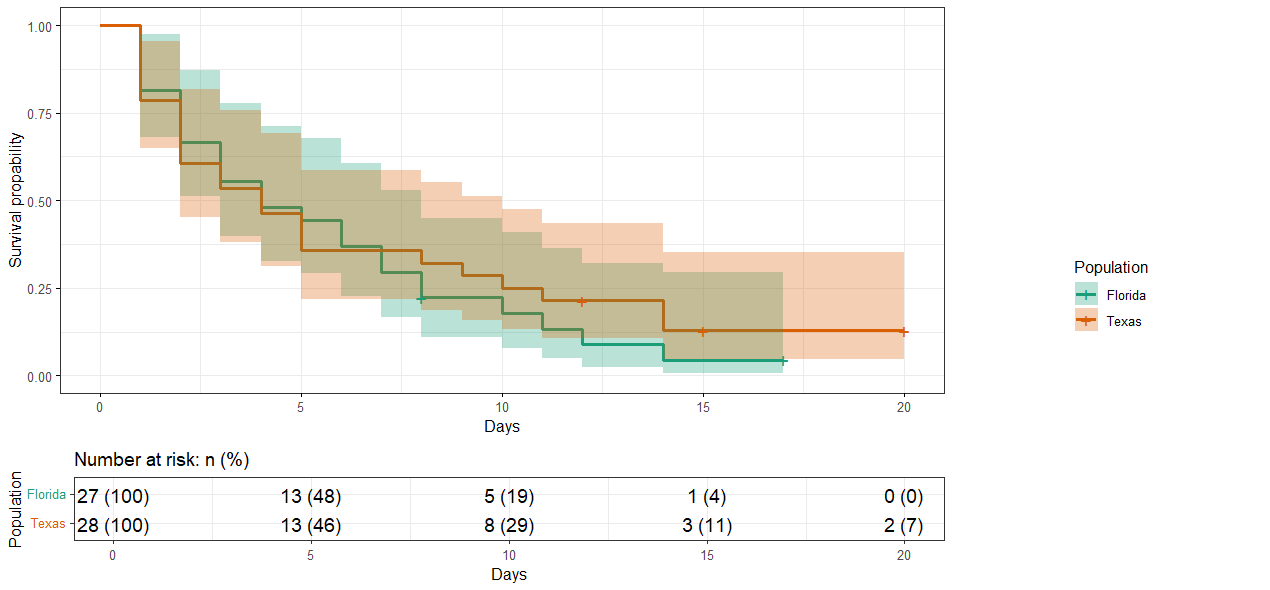 1.00
0.75
0.50
0.25
0.00
Survival propability
0 5 10 15 20
Days
Population
Florida
Texas
Number at risk: n (%)
Population
Florida 27 (100) 13 (48) 5 (19) 1 (4) 0 (0)
Texas 28 (100) 13 (46) 8 (29) 3 (11) 2 (7)
0 5 10 15 20
Days